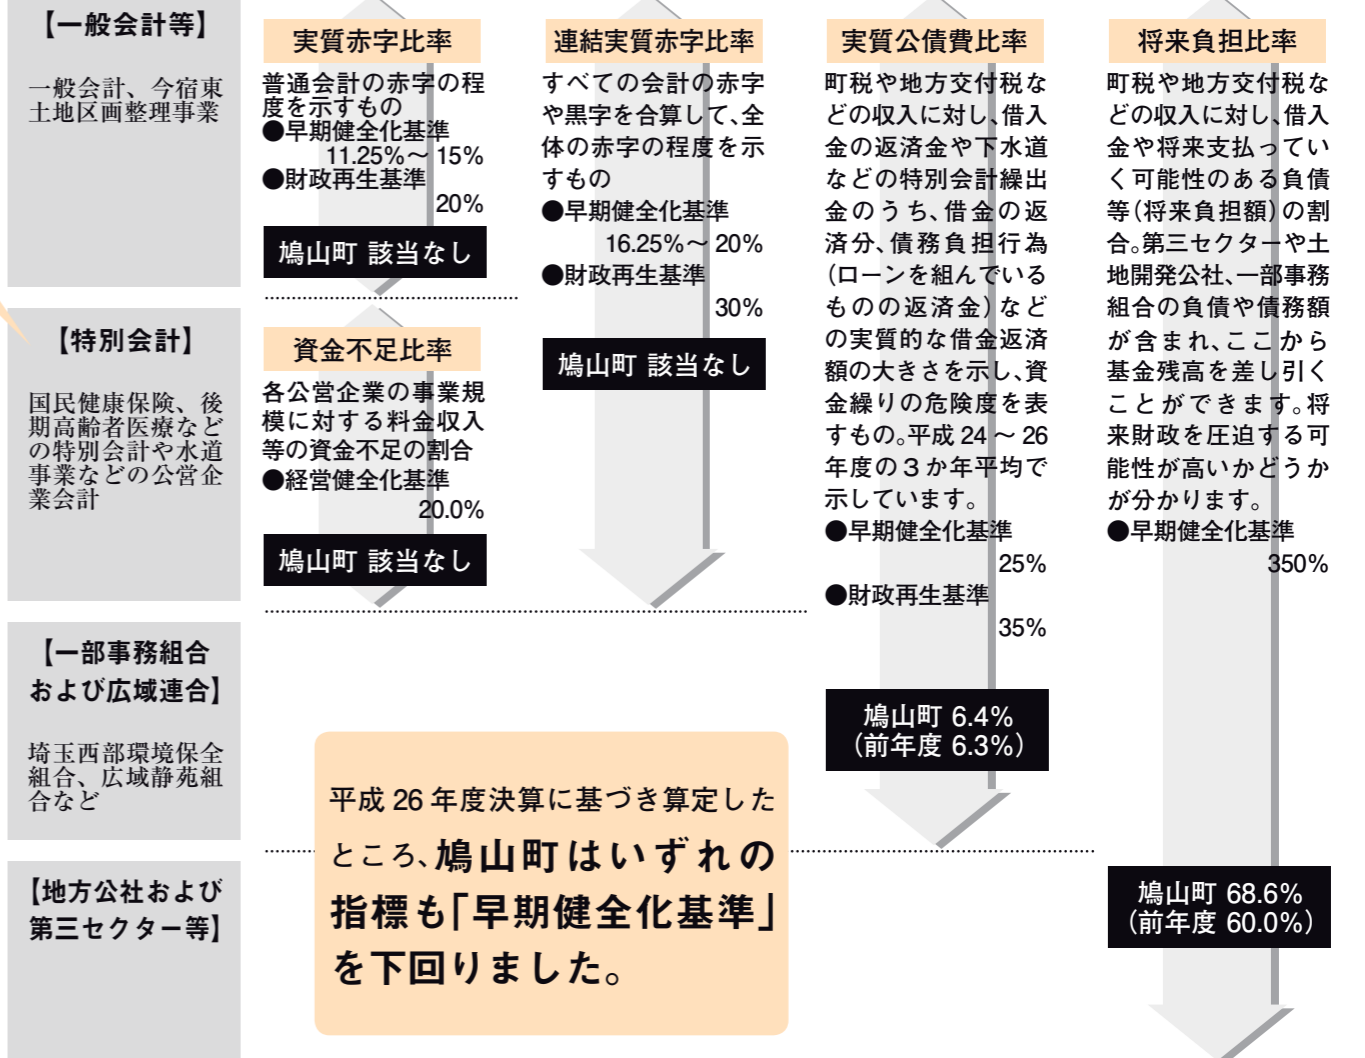 【一般会計等】
一般会計、今宿東
土地区画整理事業
【特別会計】
国民健康保険、後
期高齢者医療など
の特別会計や水道
事業などの公営企
業会計
【一部事務組合
および広域連合】
埼玉西部環境保全
組合、広域静苑組
合など
【地方公社および
第三セクター等】
実質赤字比率
普通会計の赤字の程
度を示すもの
●早期健全化基準
11.25%～15%
●財政再生基準
20%
鳩山町 該当なし
資金不足比率
各公営企業の事業規
模に対する料金収入
等の資金不足の割合
●経営健全化基準
20.0%
鳩山町 該当なし
連結実質赤字比率
すべての会計の赤字
や黒字を合算して、全
体の赤字の程度を示
すもの
●早期健全化基準
16.25%～20%
●財政再生基準
30%
鳩山町 該当なし
実質公債費比率
町税や地方交付税な
どの収入に対し、借入
金の返済金や下水道
などの特別会計繰出
金のうち、借金の返
済分、債務負担行為
（ローンを組んでいる
ものの返済金）など
の実質的な借金返済
額の大きさを示し、資
金繰りの危険度を表
すもの。平成 24 ～ 26
年度の３か年平均で
示しています。
●早期健全化基準
25%
●財政再生基準
35%
鳩山町 6.4%
（前年度 6.3%）
将来負担比率
町税や地方交付税な
どの収入に対し、借入
金や将来支払ってい
く可能性のある負債
等（将来負担額）の割
合。第三セクターや土
地開発公社、一部事務
組合の負債や債務額
が含まれ、ここから
基金残高を差し引く
ことができます。将
来財政を圧迫する可
能性が高いかどうか
が分かります。
●早期健全化基準
350%
鳩山町 68.6%
（前年度 60.0%）
平成 26 年度決算に基づき算定した
ところ、鳩山町はいずれの
指標も「早期健全化基準」
を下回りました。